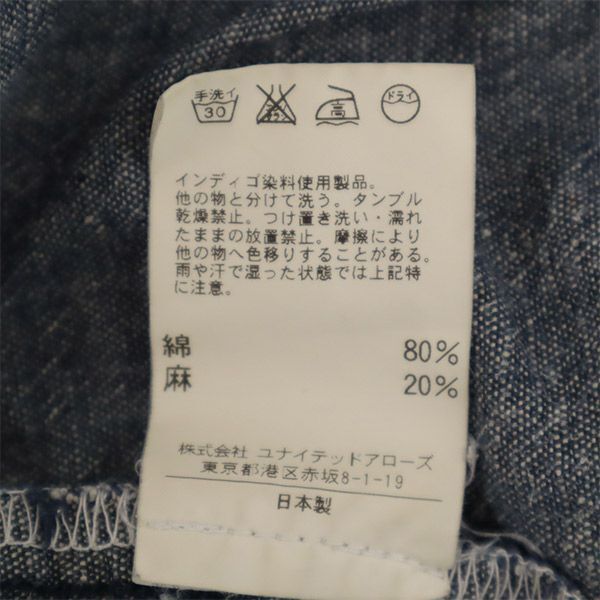 手洗イ
30
エンソ
サラシ
高
ドライ
インディゴ染料使用製品。
他の物と分けて洗う。タンブル
乾燥禁止。つけ置き洗い・濡れ
たままの放置禁止。摩擦により
他の物へ色移りすることがある。
雨や汗で湿った状態では上記特
に注意。
綿 80%
麻 20%
株式会社 ユナイテッドアローズ
東京都港区赤坂8-1-19
日本製